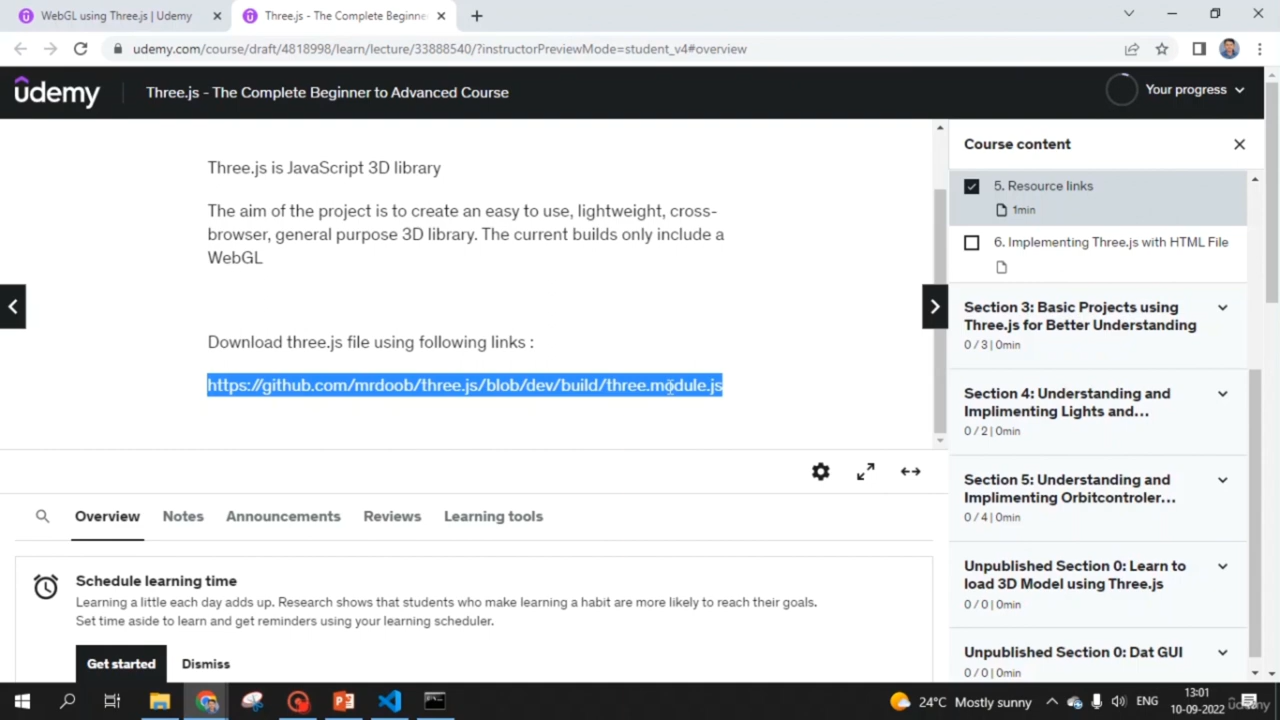 WebGL using Three.js | Udemy
Three.js - The Complete Beginne
udemy.com/course/draft/4818998/learn/lecture/33888540/?instructorPreviewMode=student_v4#overview
ûdemy
Three.js - The Complete Beginner to Advanced Course
Your progress
Three.js is JavaScript 3D library
The aim of the project is to create an easy to use, lightweight, cross-
browser, general purpose 3D library. The current builds only include a
WebGL
Download three.js file using following links :
https://github.com/mrdoob/three.js/blob/dev/build/three.module.js
Course content
5. Resource links
1min
6. Implementing Three.js with HTML File
Section 3: Basic Projects using
Three.js for Better Understanding
0 / 3 | 0min
Section 4: Understanding and
Implimenting Lights and...
0 / 2 | 0min
Section 5: Understanding and
Implimenting Orbitcontroler...
0 / 4 | 0min
Unpublished Section 0: Learn to
load 3D Model using Three.js
0 / 0 | 0min
Unpublished Section 0: Dat GUI
0 / 0 | 0min
Overview
Notes
Announcements
Reviews
Learning tools
Schedule learning time
Learning a little each day adds up. Research shows that students who make learning a habit are more likely to reach their goals.
Set time aside to learn and get reminders using your learning scheduler.
Get started
Dismiss
24°C Mostly sunny
ENG
13:01
10-09-2022
udemy